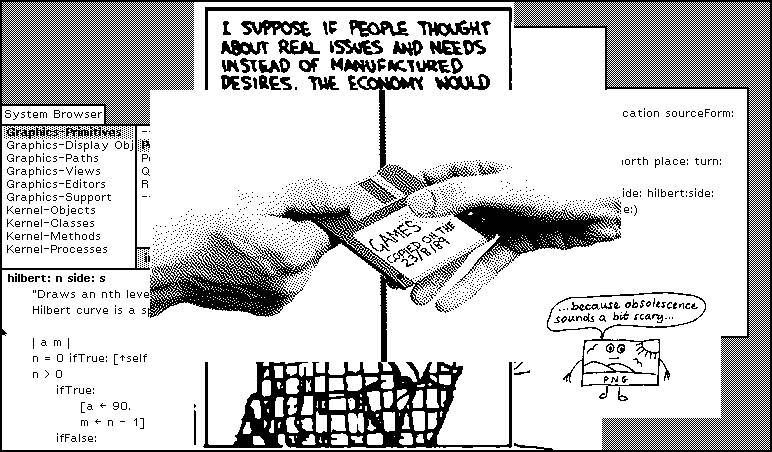 I SUPPOSE IF PEOPLE THOUGHT
ABOUT REAL ISSUES AND NEEDS
INSTEAD OF MANUFACTURED
DESIRES, THE ECONOMY WOULD
System Browser
Graphics-Primitives
Graphics-Display Obj
Graphics-Paths
Graphics-Views
Graphics-Editors
Graphics-Support
Kernel-Objects
Kernel-Classes
Kernel-Methods
Kernel-Processes
hilbert: n side: s
"Draws an nth leve
Hilbert curve is a s
| a m |
n = 0 ifTrue: [↑self
n > 0
ifTrue:
[a ← 90.
m ← n - 1]
ifFalse:
GAMES
COPIED ON THE
23/8/89
cation sourceForm:
orth place: turn:
ide: hilbert:side:
e:)
...because obsolescence
sounds a bit scary...
PNG